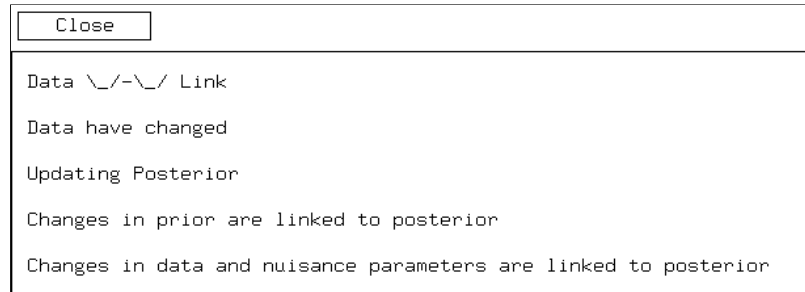 Close
Data \_/-\_/ Link
Data have changed
Updating Posterior
Changes in prior are linked to posterior
Changes in data and nuisance parameters are linked to posterior